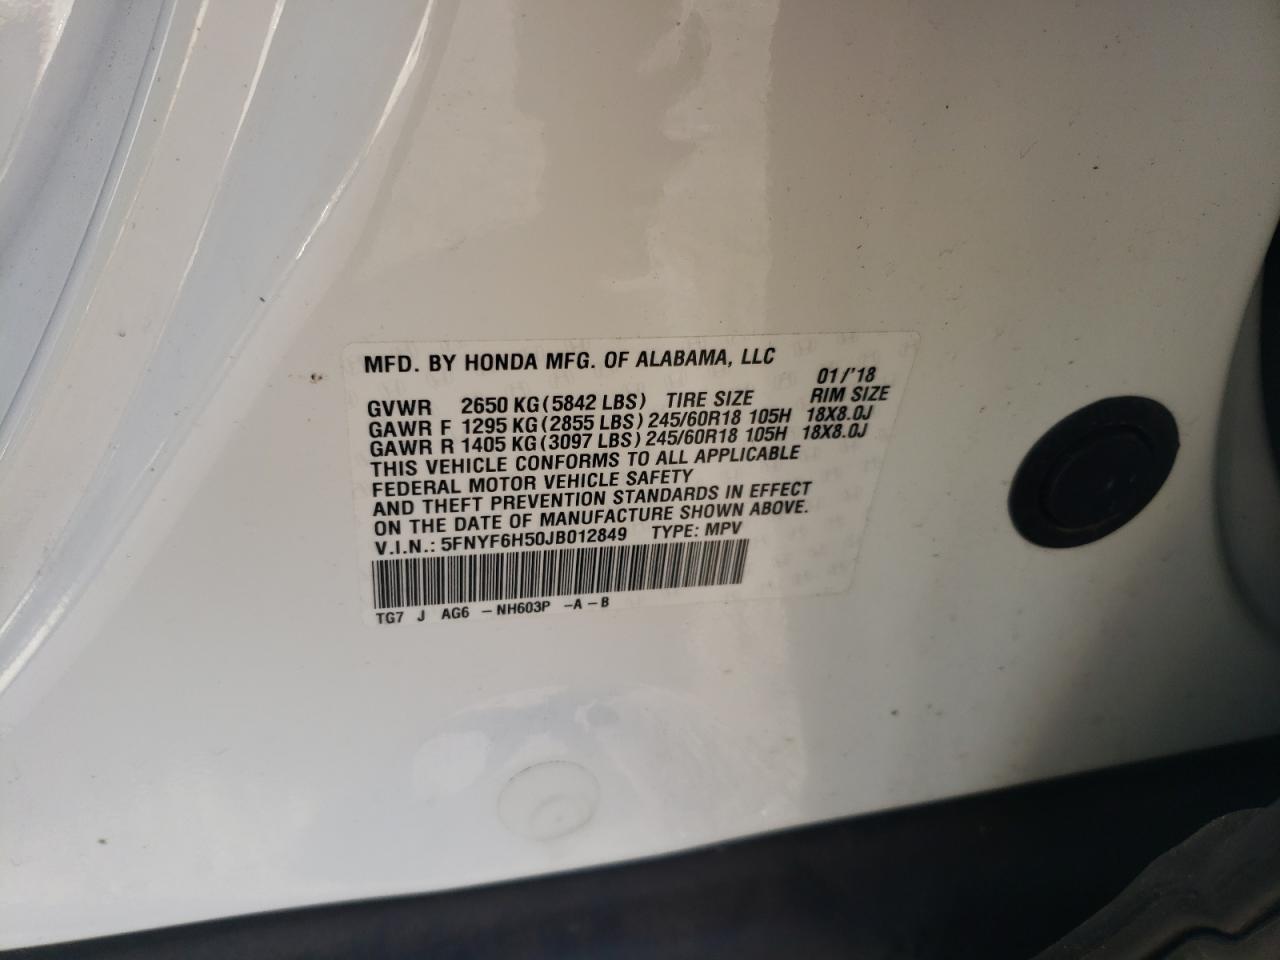 MFD. BY HONDA MFG. OF ALABAMA, LLC
01/'18
GVWR 2650 KG(5842 LBS) TIRE SIZE RIM SIZE
GAWR F 1295 KG(2855 LBS) 245/60R18 105H 18X8.0J
GAWR R 1405 KG(3097 LBS) 245/60R18 105H 18X8.0J
THIS VEHICLE CONFORMS TO ALL APPLICABLE
FEDERAL MOTOR VEHICLE SAFETY
AND THEFT PREVENTION STANDARDS IN EFFECT
ON THE DATE OF MANUFACTURE SHOWN ABOVE.
V.I.N.: 5FNYF6H50JB012849 TYPE: MPV
TG7 J AG6 - NH603P -A-B